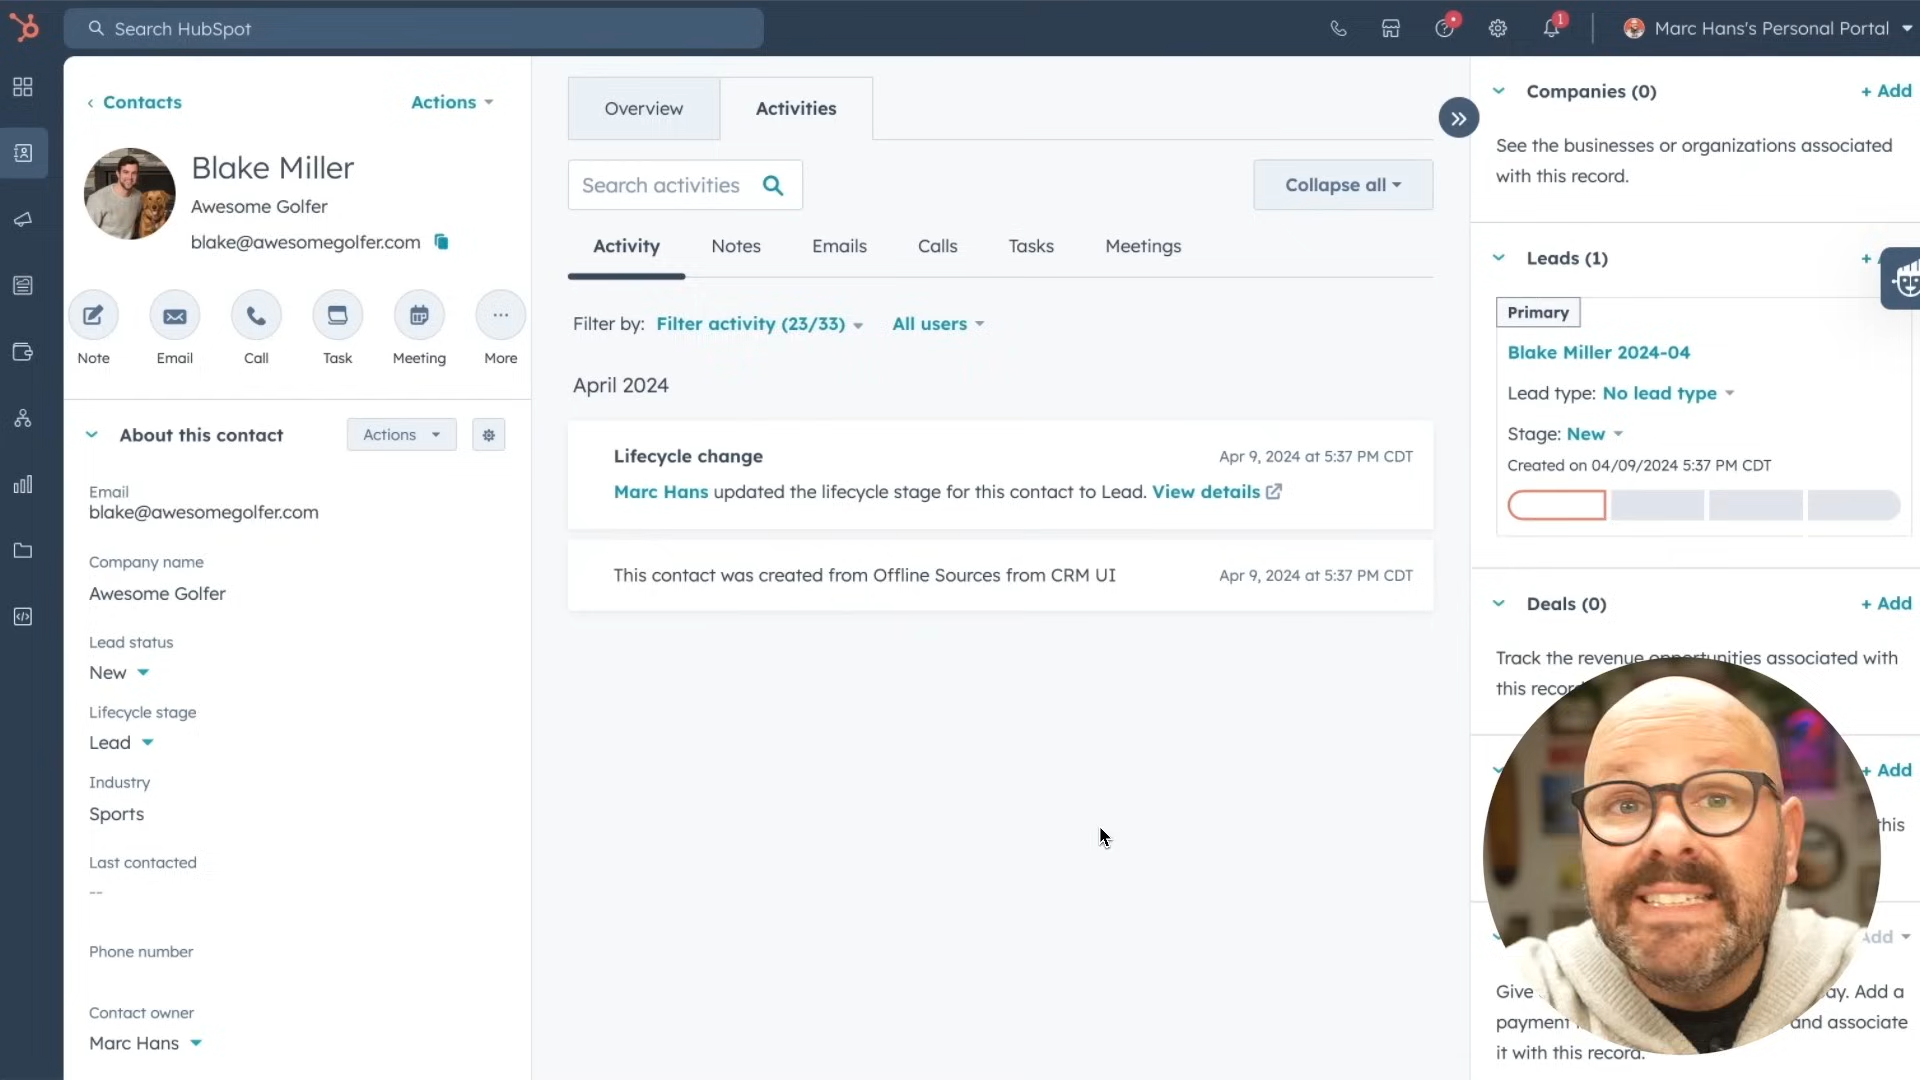 Search HubSpot
1
Marc Hans's Personal Portal
Contacts
Actions
Blake Miller
Awesome Golfer
blake@awesomegolfer.com
Note
Email
Call
Task
Meeting
More
About this contact
Actions
Email
blake@awesomegolfer.com
Company name
Awesome Golfer
Lead status
New
Lifecycle stage
Lead
Industry
Sports
Last contacted
--
Phone number
Contact owner
Marc Hans
Overview
Activities
Search activities
Collapse all
Activity
Notes
Emails
Calls
Tasks
Meetings
Filter by: Filter activity (23/33)
All users
April 2024
Lifecycle change
Apr 9, 2024 at 5:37 PM CDT
Marc Hans updated the lifecycle stage for this contact to Lead. View details
This contact was created from Offline Sources from CRM UI
Apr 9, 2024 at 5:37 PM CDT
Companies (0)
+ Add
See the businesses or organizations associated
with this record.
Leads (1)
+
Primary
Blake Miller 2024-04
Lead type: No lead type
Stage: New
Created on 04/09/2024 5:37 PM CDT
Deals (0)
+ Add
Track the revenue opportunities associated with
this record
+ Add
this
Add
Give
Add a
payment
and associate
it with this record.